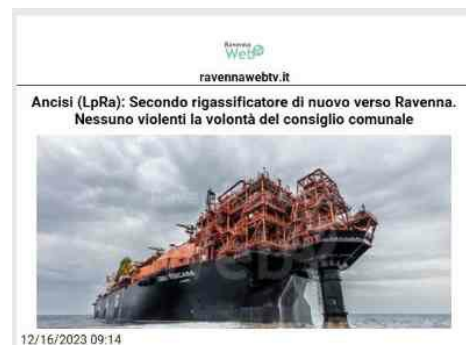 Ravenna
Web
ravennawebtv.it
Ancisi (LpRa): Secondo rigassificatore di nuovo verso Ravenna.
Nessuno violenti la volontà del consiglio comunale
TOSCANA
12/16/2023 09:14